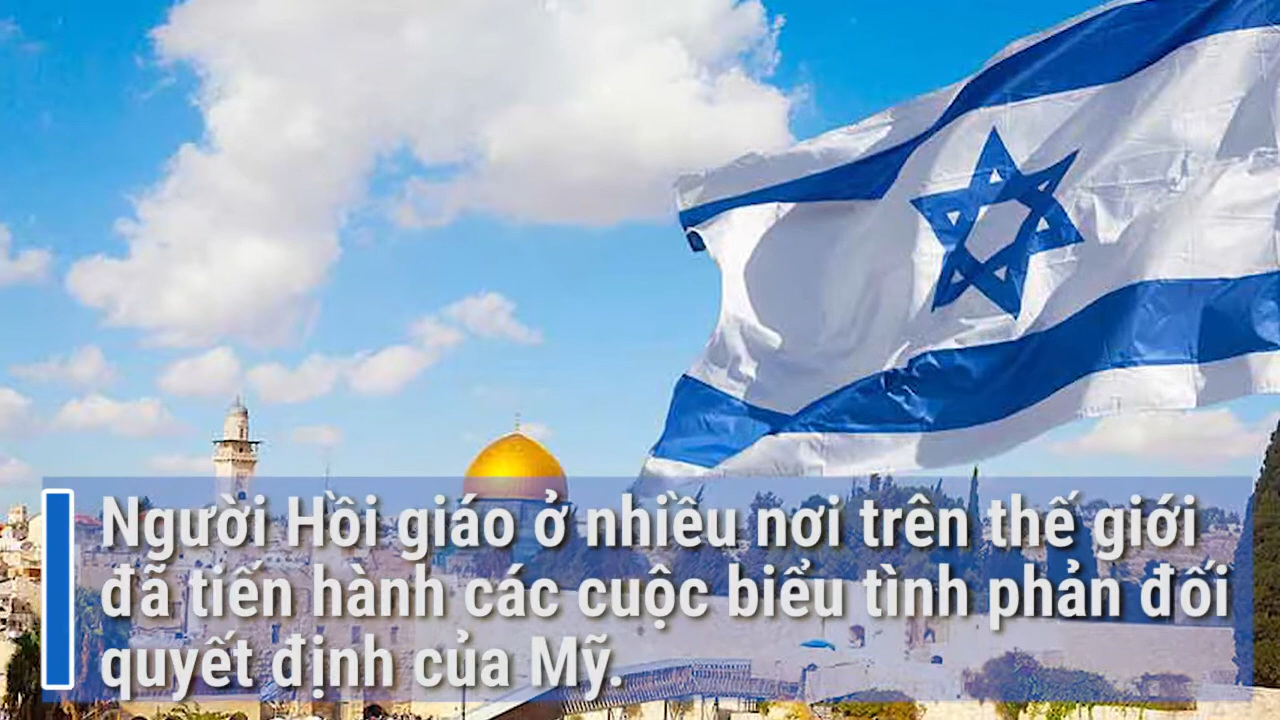 Người Hồi giáo ở nhiều nơi trên thế giới
đã tiến hành các cuộc biểu tình phản đối
quyết định của Mỹ.